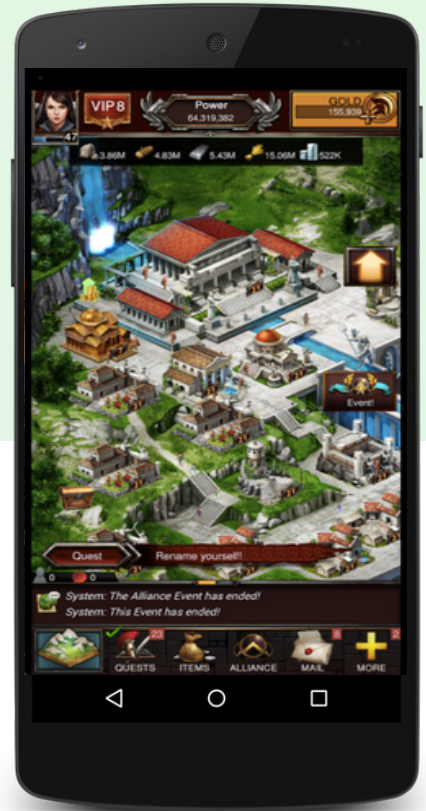 VIP 8
Power
64,319,382
GOLD
155,939
47
3.86M 4.83M 5.43M 15.06M 522K
Event!
Quest Rename yourself!
0 0
System: The Alliance Event has ended!
System: This Event has ended!
23 8 2
QUESTS ITEMS ALLIANCE MAIL MORE